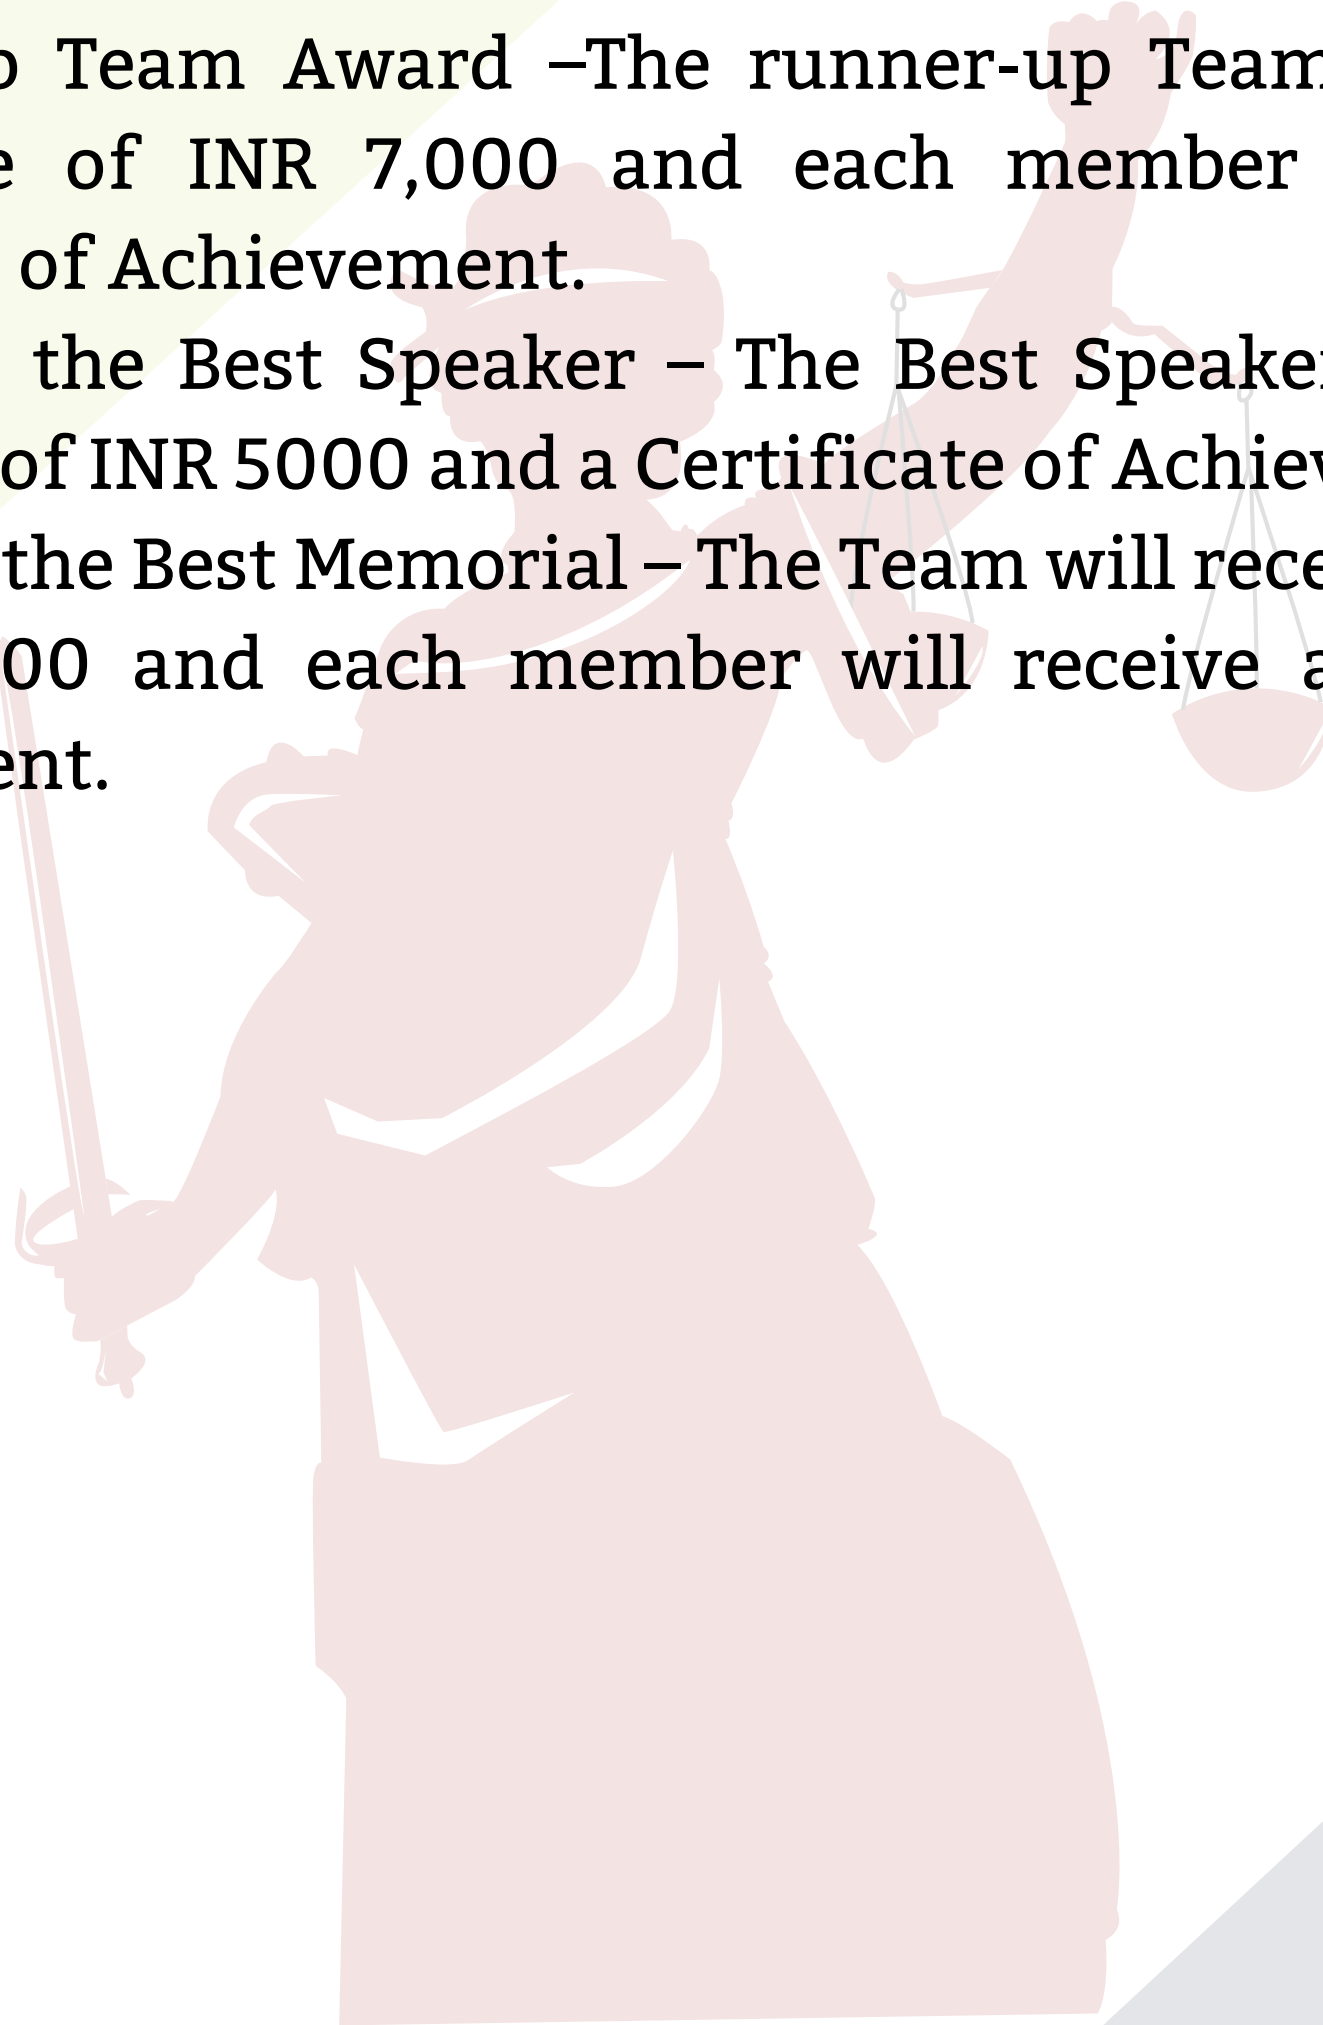 Team Award –The runner-up Team
of INR 7,000 and each member
of Achievement.
the Best Speaker – The Best Speaker
of INR 5000 and a Certificate of Achiev
the Best Memorial – The Team will rece
00 and each member will receive a
ent.